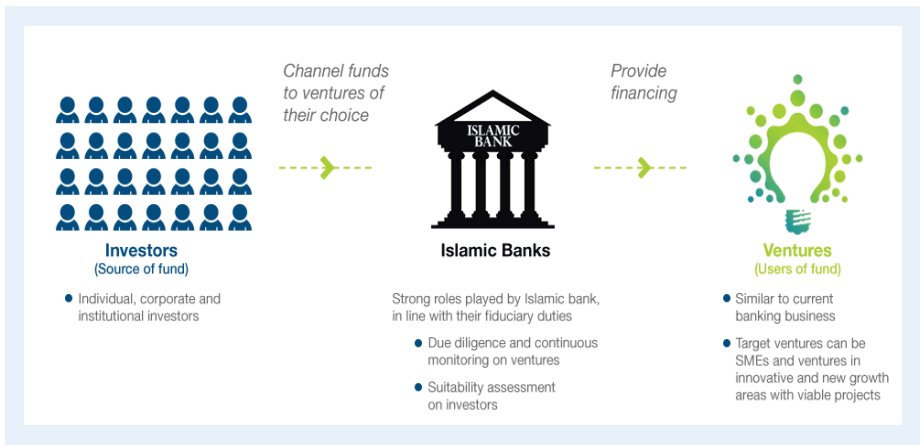 Channel funds
to ventures of
their choice
Provide
financing
ISLAMIC
BANK
Investors
(Source of fund)
Individual, corporate and
institutional investors
Islamic Banks
Strong roles played by Islamic bank,
in line with their fiduciary duties
Due diligence and continuous
monitoring on ventures
Suitability assessment
on investors
Ventures
(Users of fund)
Similar to current
banking business
Target ventures can be
SMEs and ventures in
innovative and new growth
areas with viable projects